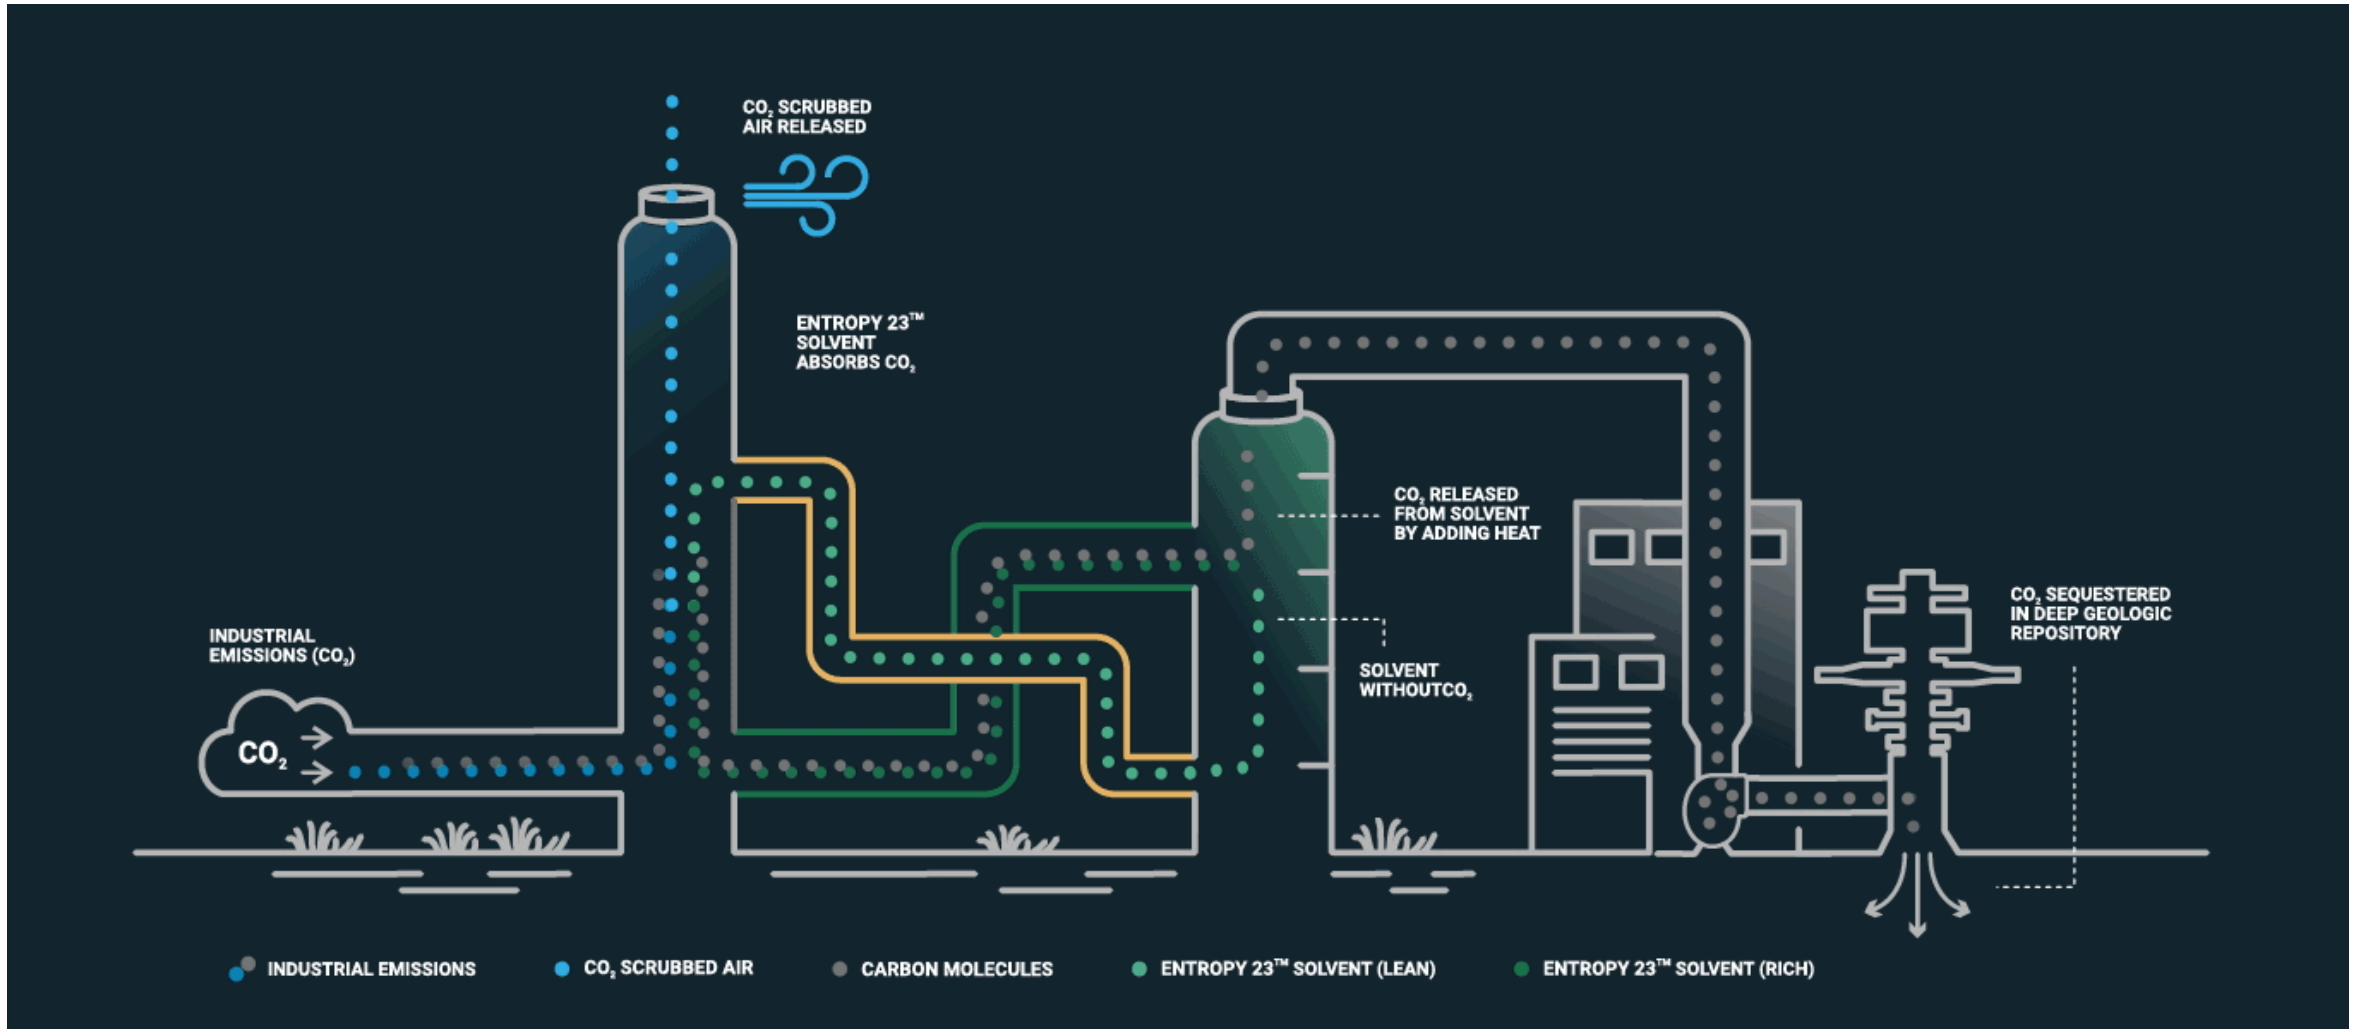 CO₂ SCRUBBED
AIR RELEASED
ENTROPY 23™
SOLVENT
ABSORBS CO₂
CO₂ RELEASED
FROM SOLVENT
BY ADDING HEAT
CO₂ SEQUESTERED
IN DEEP GEOLOGIC
REPOSITORY
INDUSTRIAL
EMISSIONS (CO₂)
SOLVENT
WITHOUTCO₂
CO₂
INDUSTRIAL EMISSIONS
CO₂ SCRUBBED AIR
CARBON MOLECULES
ENTROPY 23™ SOLVENT (LEAN)
ENTROPY 23™ SOLVENT (RICH)